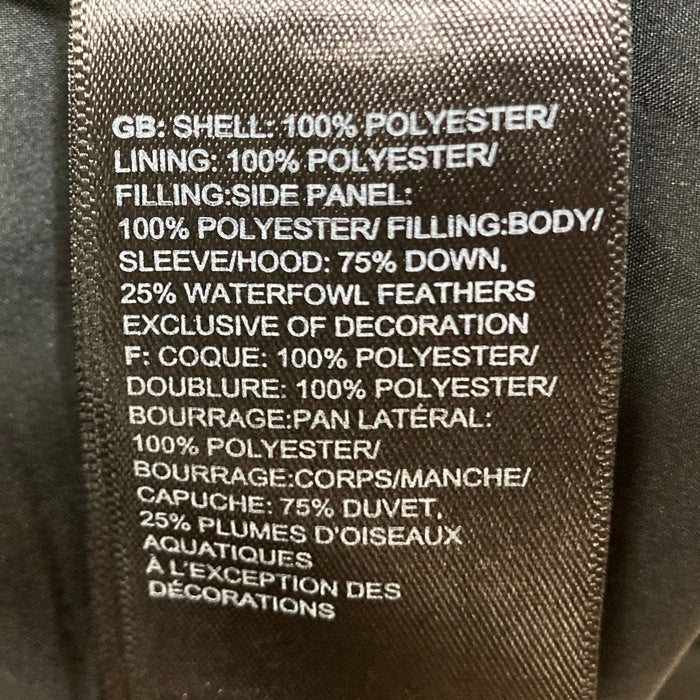 GB: SHELL: 100% POLYESTER/
LINING: 100% POLYESTER/
FILLING:SIDE PANEL:
100% POLYESTER/ FILLING:BODY/
SLEEVE/HOOD: 75% DOWN,
25% WATERFOWL FEATHERS
EXCLUSIVE OF DECORATION
F: COQUE: 100% POLYESTER/
DOUBLURE: 100% POLYESTER/
BOURRAGE:PAN LATÉRAL:
100% POLYESTER/
BOURRAGE:CORPS/MANCHE/
CAPUCHE: 75% DUVET,
25% PLUMES D'OISEAUX
AQUATIQUES
À L'EXCEPTION DES
DÉCORATIONS